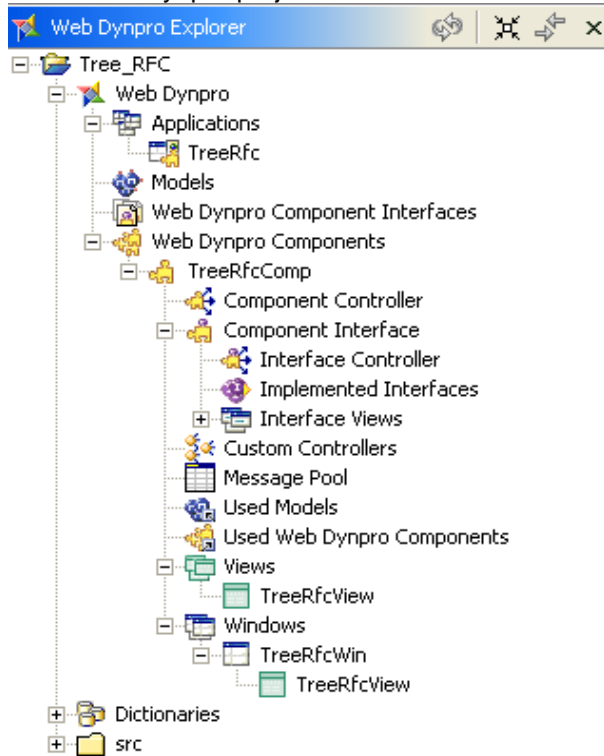 Web Dynpro Explorer
Tree_RFC
Web Dynpro
Applications
TreeRfc
Models
Web Dynpro Component Interfaces
Web Dynpro Components
TreeRfcComp
Component Controller
Component Interface
Interface Controller
Implemented Interfaces
Interface Views
Custom Controllers
Message Pool
Used Models
Used Web Dynpro Components
Views
TreeRfcView
Windows
TreeRfcWin
TreeRfcView
Dictionaries
src